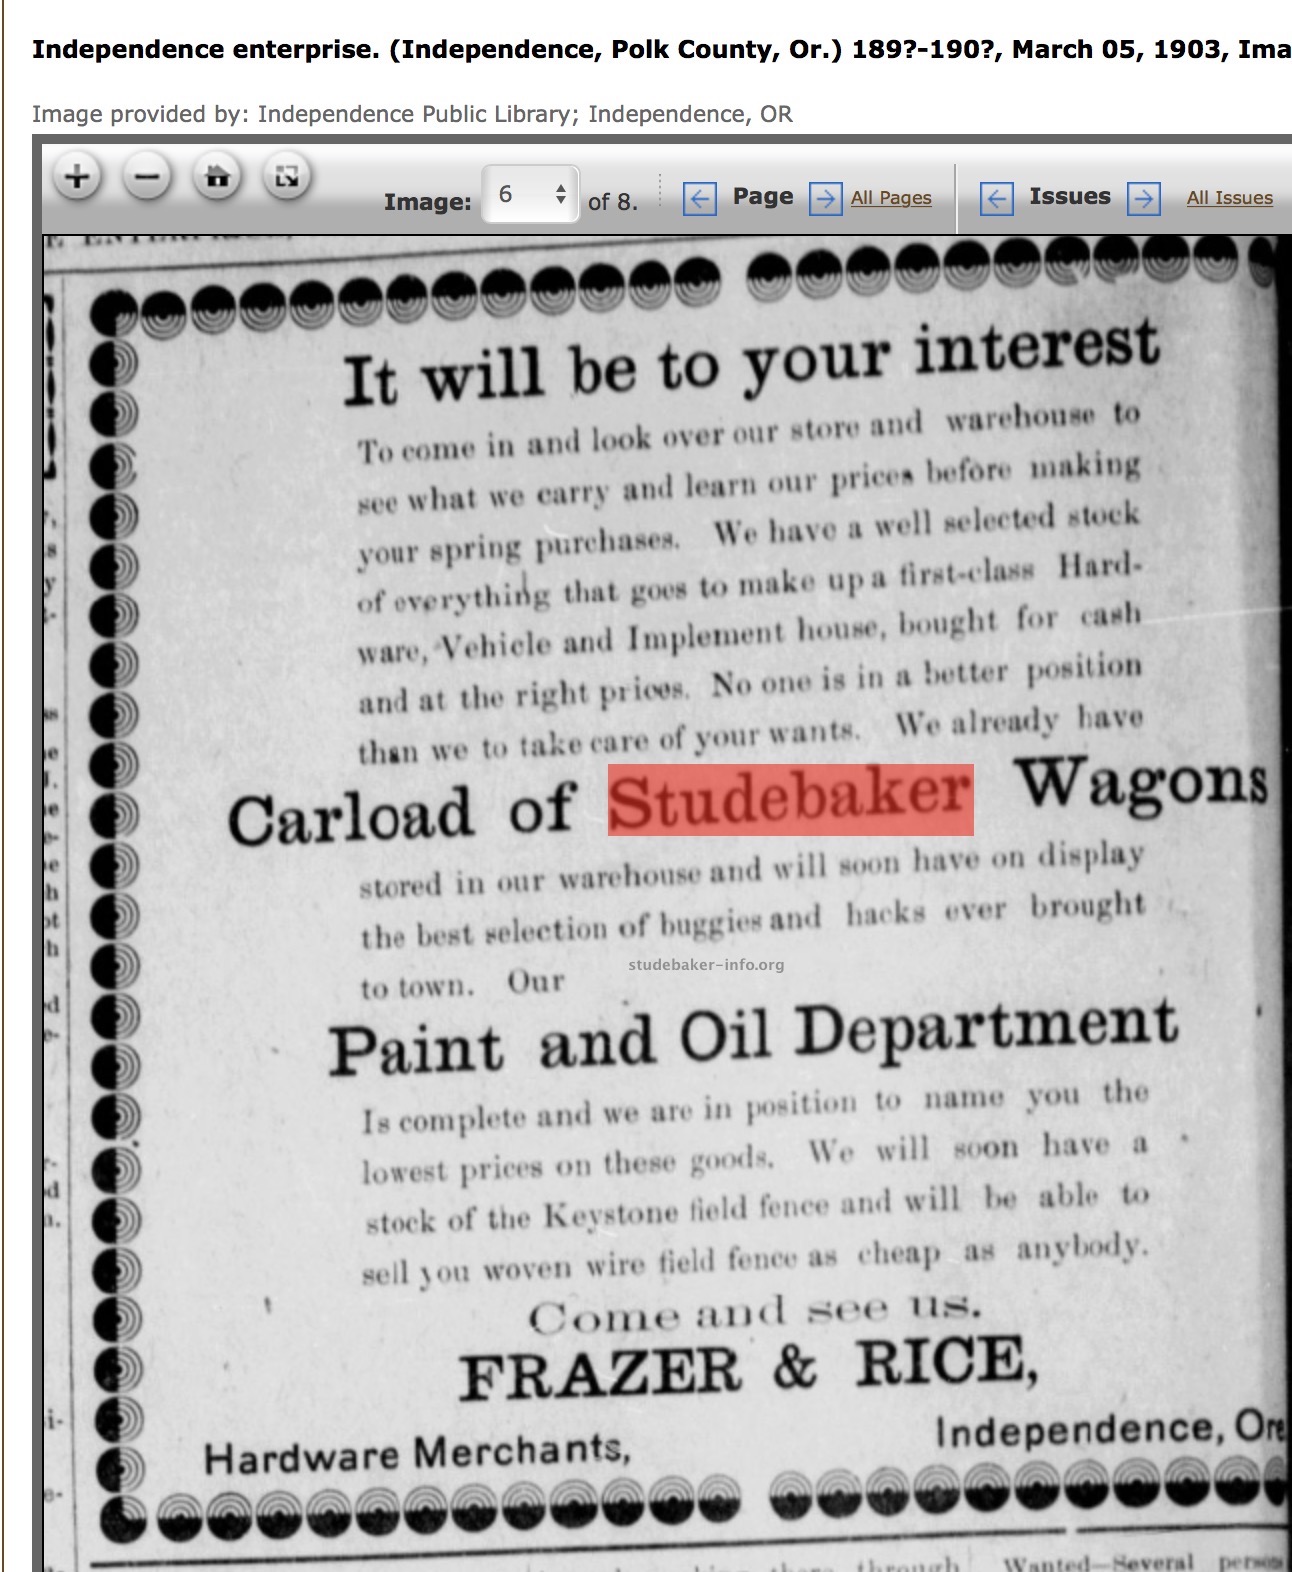 Independence enterprise. (Independence, Polk County, Or.) 189?-190?, March 05, 1903, Ima
Image provided by: Independence Public Library; Independence, OR
Image: 6 of 8. Page All Pages Issues All Issues
It will be to your interest
To come in and look over our store and warehouse to
see what we carry and learn our prices before making
your spring purchases. We have a well selected stock
of everything that goes to make up a first-class Hard-
ware, Vehicle and Implement house, bought for cash
and at the right prices. No one is in a better position
than we to take care of your wants. We already have
Carload of Studebaker Wagons
stored in our warehouse and will soon have on display
the best selection of buggies and hacks ever brought
studebaker-info.org
to town. Our
Paint and Oil Department
Is complete and we are in position to name you the
lowest prices on these goods. We will soon have a
stock of the Keystone field fence and will be able to
sell you woven wire field fence as cheap as anybody.
Come and see us.
FRAZER & RICE,
Hardware Merchants, Independence, Ore
through Wanted—Several